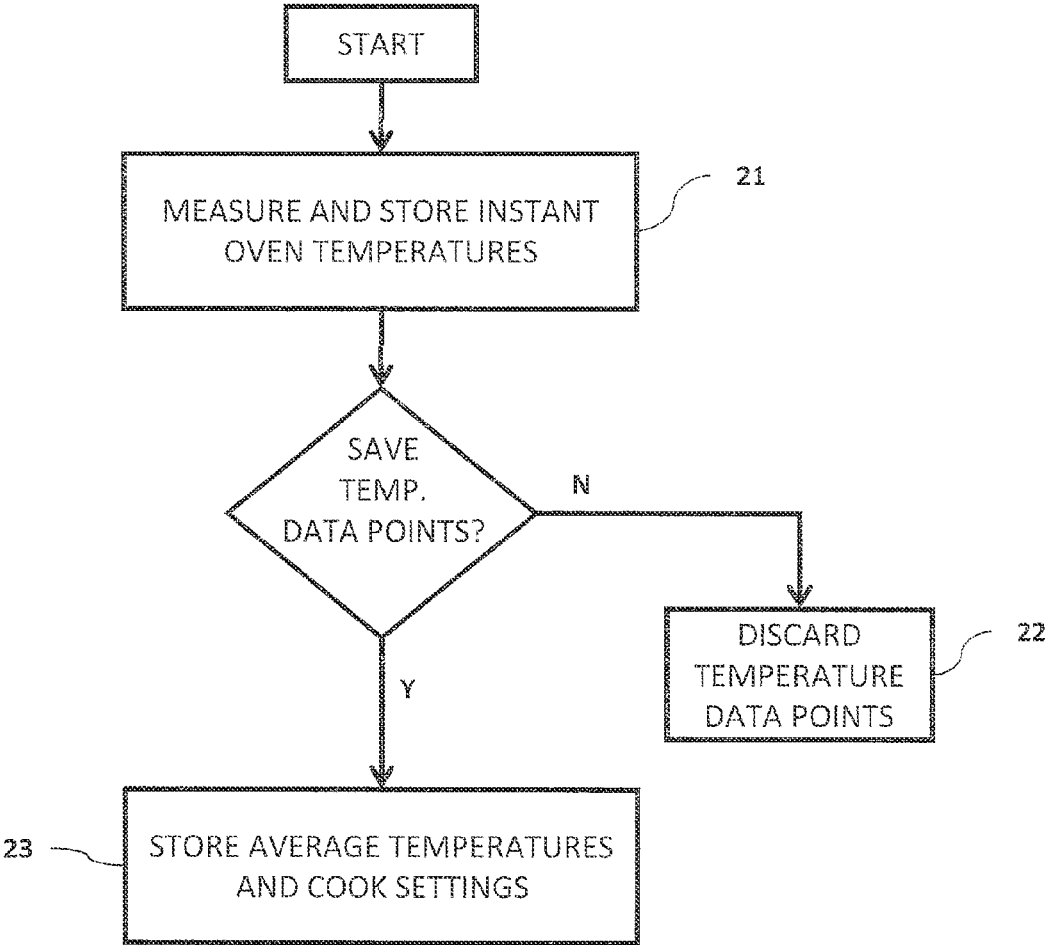 START
21
MEASURE AND STORE INSTANT
OVEN TEMPERATURES
SAVE
TEMP.
DATA POINTS?
N
DISCARD
TEMPERATURE
DATA POINTS
22
Y
23
STORE AVERAGE TEMPERATURES
AND COOK SETTINGS